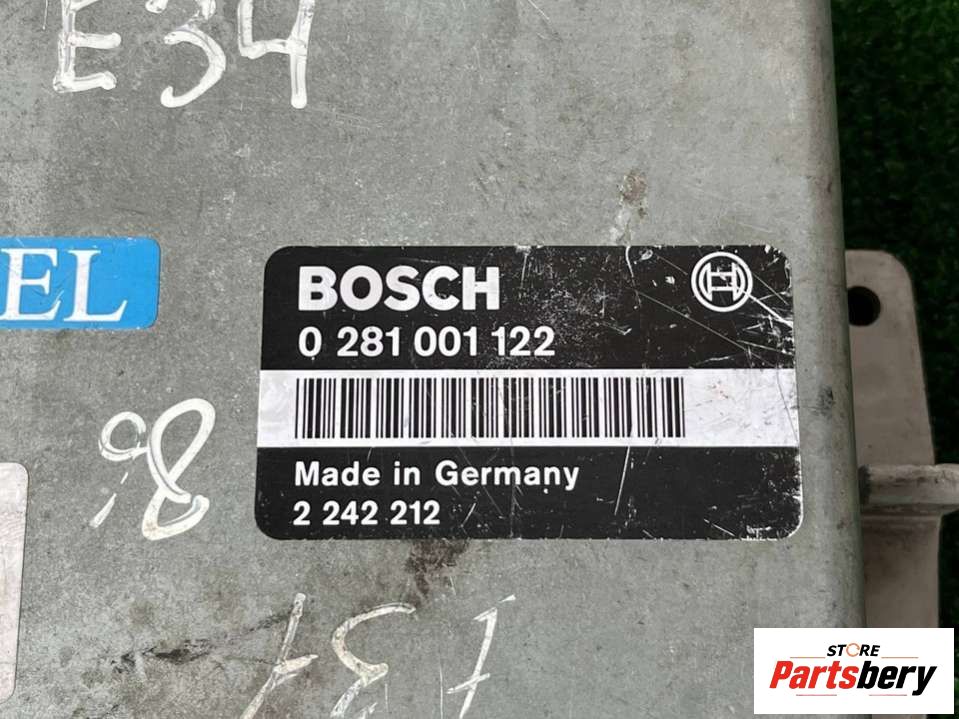 E34
EL
BOSCH
0 281 001 122
Made in Germany
2 242 212
STORE
Partsbery